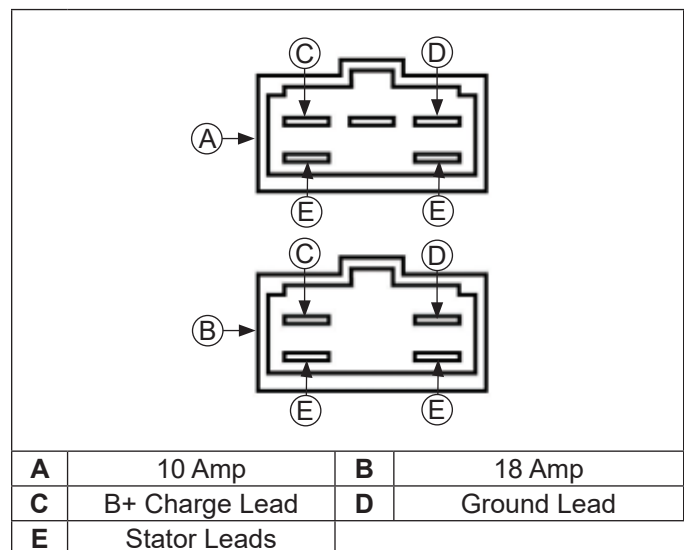 C D
A
E E
C D
B
E E
A 10 Amp B 18 Amp
C B+ Charge Lead D Ground Lead
E Stator Leads